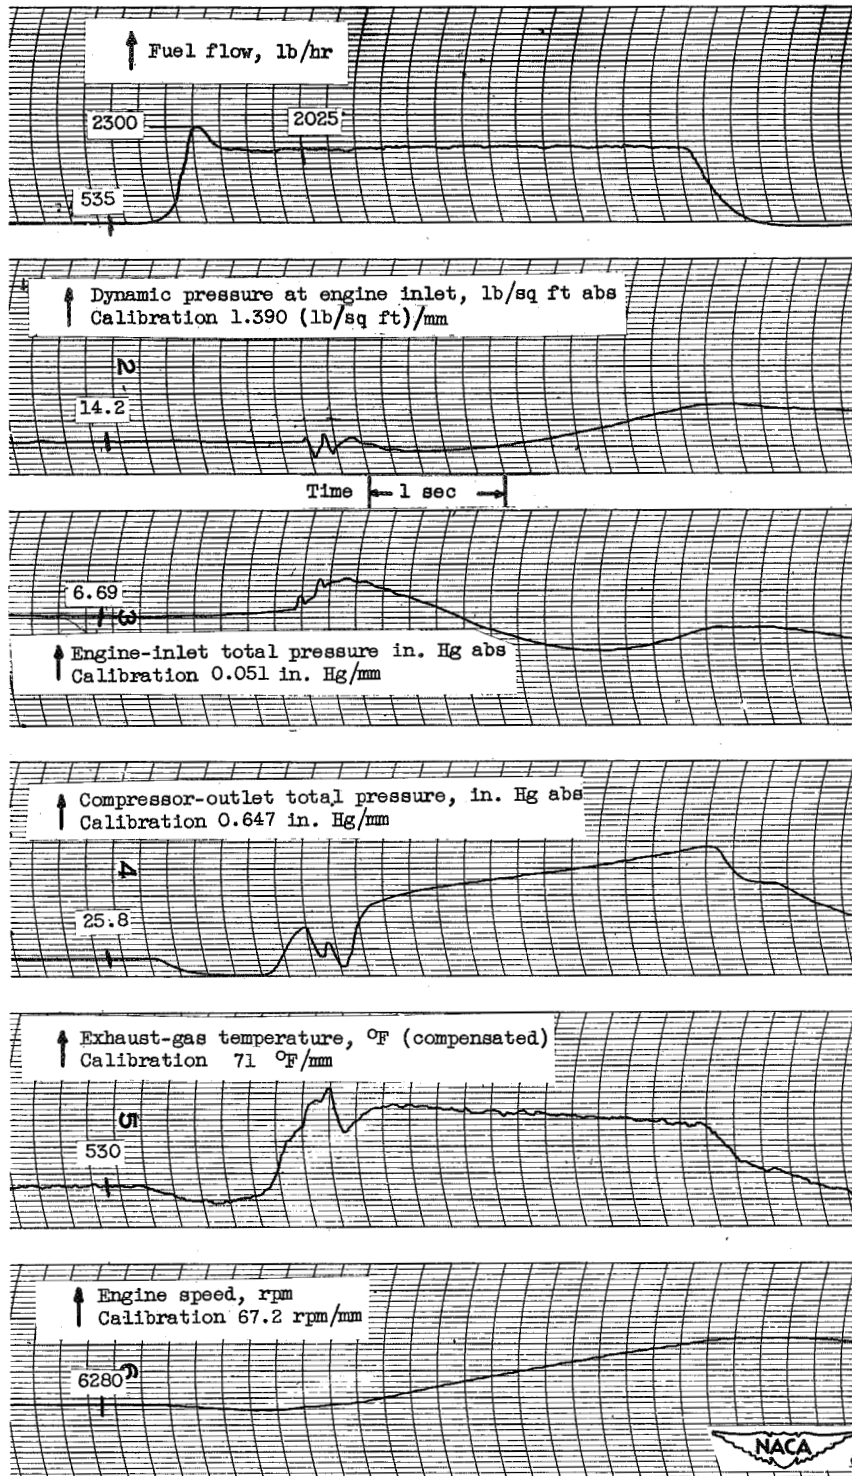 Fuel flow, lb/hr
2300
2025
535
Dynamic pressure at engine inlet, lb/sq ft abs
Calibration 1.390 (lb/sq ft)/mm
2
14.2
Time 1 sec
6.69
3
Engine-inlet total pressure in. Hg abs
Calibration 0.051 in. Hg/mm
Compressor-outlet total pressure, in. Hg abs
Calibration 0.647 in. Hg/mm
4
25.8
Exhaust-gas temperature, °F (compensated)
Calibration 71 °F/mm
5
530
Engine speed, rpm
Calibration 67.2 rpm/mm
6280
6
NACA